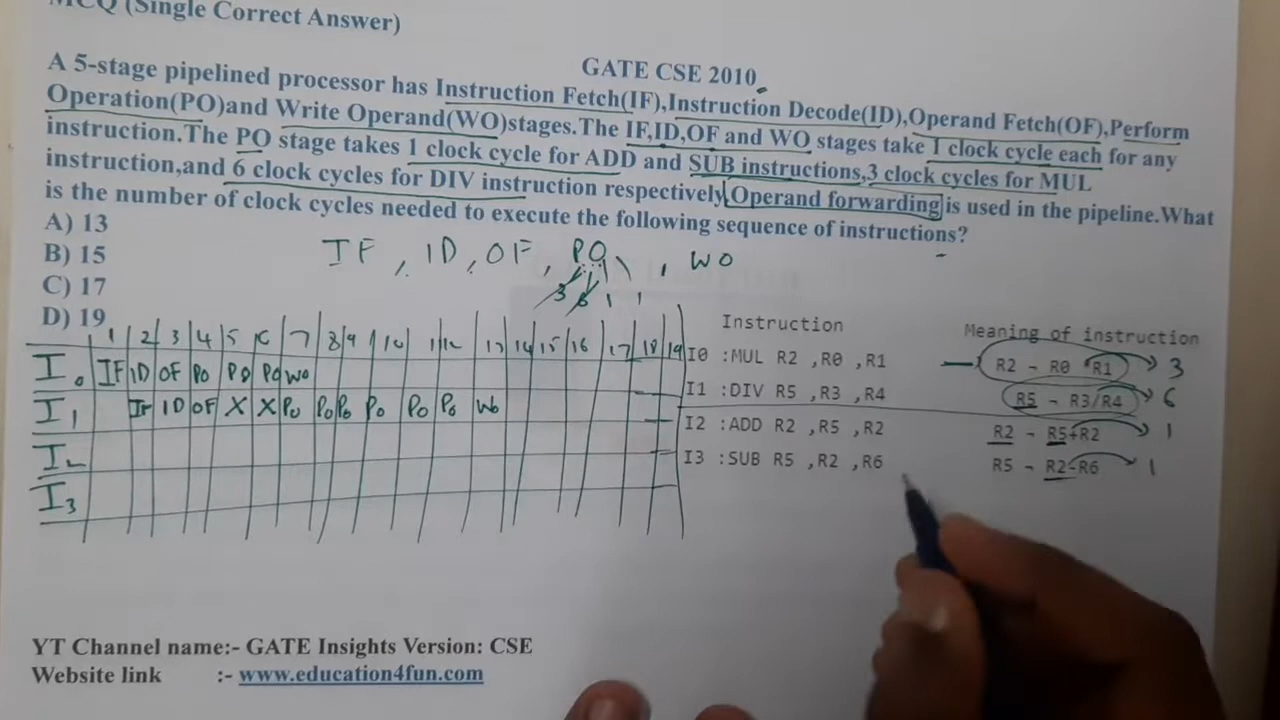 MCQ (Single Correct Answer)
GATE CSE 2010
A 5-stage pipelined processor has Instruction Fetch(IF),Instruction Decode(ID),Operand Fetch(OF),Perform
Operation(PO)and Write Operand(WO)stages.The IF,ID,OF and WO stages take 1 clock cycle each for any
instruction.The PO stage takes 1 clock cycle for ADD and SUB instructions,3 clock cycles for MUL
instruction,and 6 clock cycles for DIV instruction respectively.Operand forwarding is used in the pipeline.What
is the number of clock cycles needed to execute the following sequence of instructions?
A) 13
B) 15
C) 17
D) 19
IF, ID, OF, PO, WO
3 6 1 1
1 2 3 4 5 6 7 8 9 10 11 12 13 14 15 16 17 18 19
I0 IF ID OF PO PO PO WO
I1 IF ID OF X X PO PO PO PO PO PO WO
I2
I3
Instruction Meaning of instruction
I0 :MUL R2 ,R0 ,R1 R2 ← R0 *R1 3
I1 :DIV R5 ,R3 ,R4 R5 ← R3/R4 6
I2 :ADD R2 ,R5 ,R2 R2 ← R5+R2 1
I3 :SUB R5 ,R2 ,R6 R5 ← R2-R6 1
YT Channel name:- GATE Insights Version: CSE
Website link :- www.education4fun.com